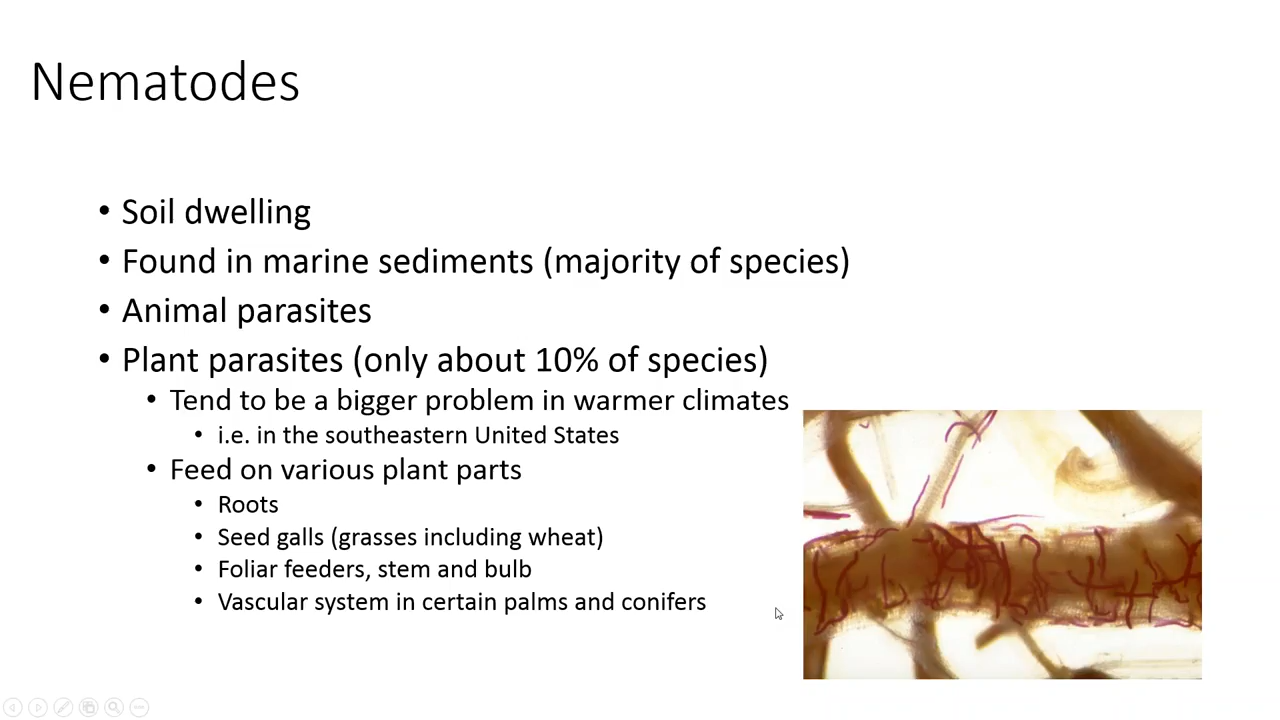 Nematodes
• Soil dwelling
• Found in marine sediments (majority of species)
• Animal parasites
• Plant parasites (only about 10% of species)
• Tend to be a bigger problem in warmer climates
• i.e. in the southeastern United States
• Feed on various plant parts
• Roots
• Seed galls (grasses including wheat)
• Foliar feeders, stem and bulb
• Vascular system in certain palms and conifers